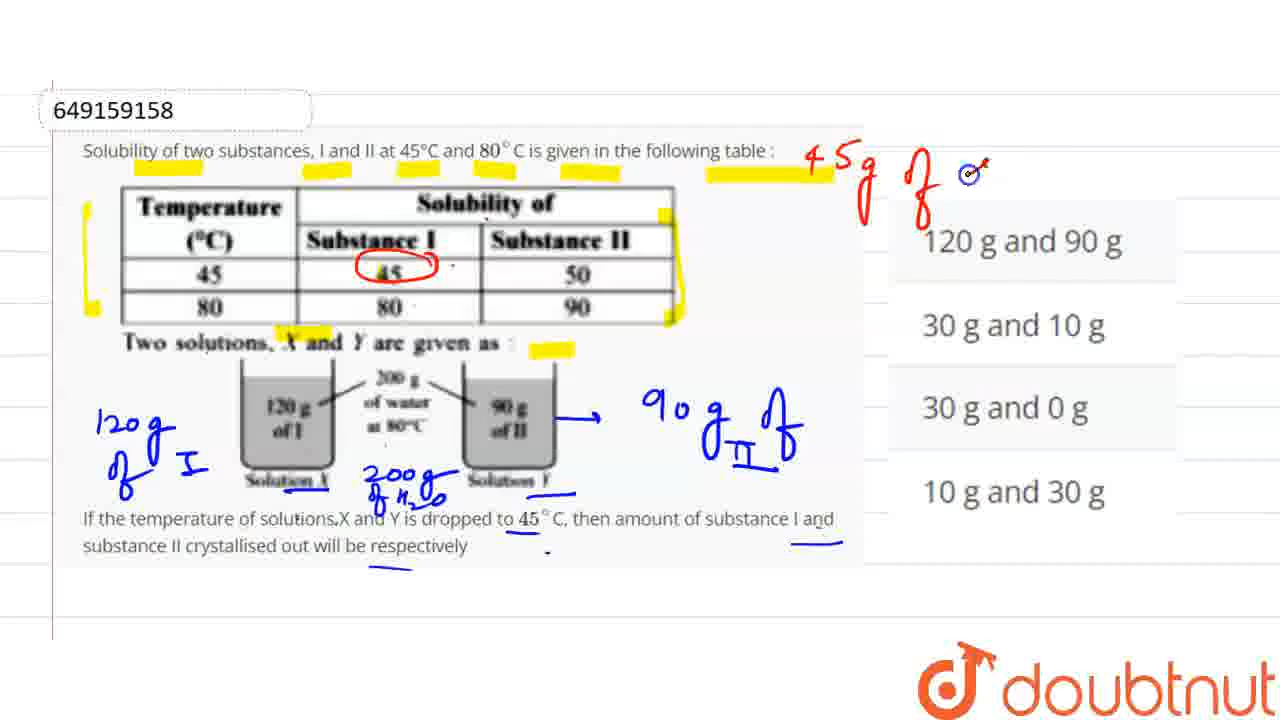 649159158
Solubility of two substances, I and II at 45°C and 80°C is given in the following table :
45g of
Temperature (°C)
Solubility of
Substance I
Substance II
45 45 50
80 80 90
Two solutions, X and Y are given as :
120 g of I
200 g of water at 80°C
90 g of II
Solution X
Solution Y
120g of I
200g of H2O
90g of II
If the temperature of solutions,X and Y is dropped to 45°C, then amount of substance I and
substance II crystallised out will be respectively
120 g and 90 g
30 g and 10 g
30 g and 0 g
10 g and 30 g
doubtnut